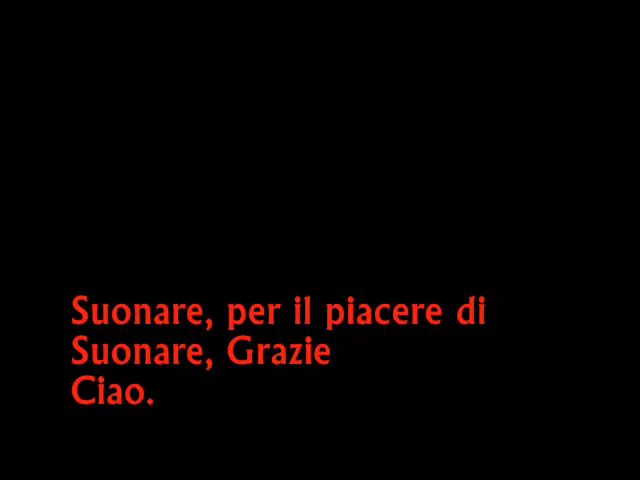 Suonare, per il piacere di
Suonare, Grazie
Ciao.